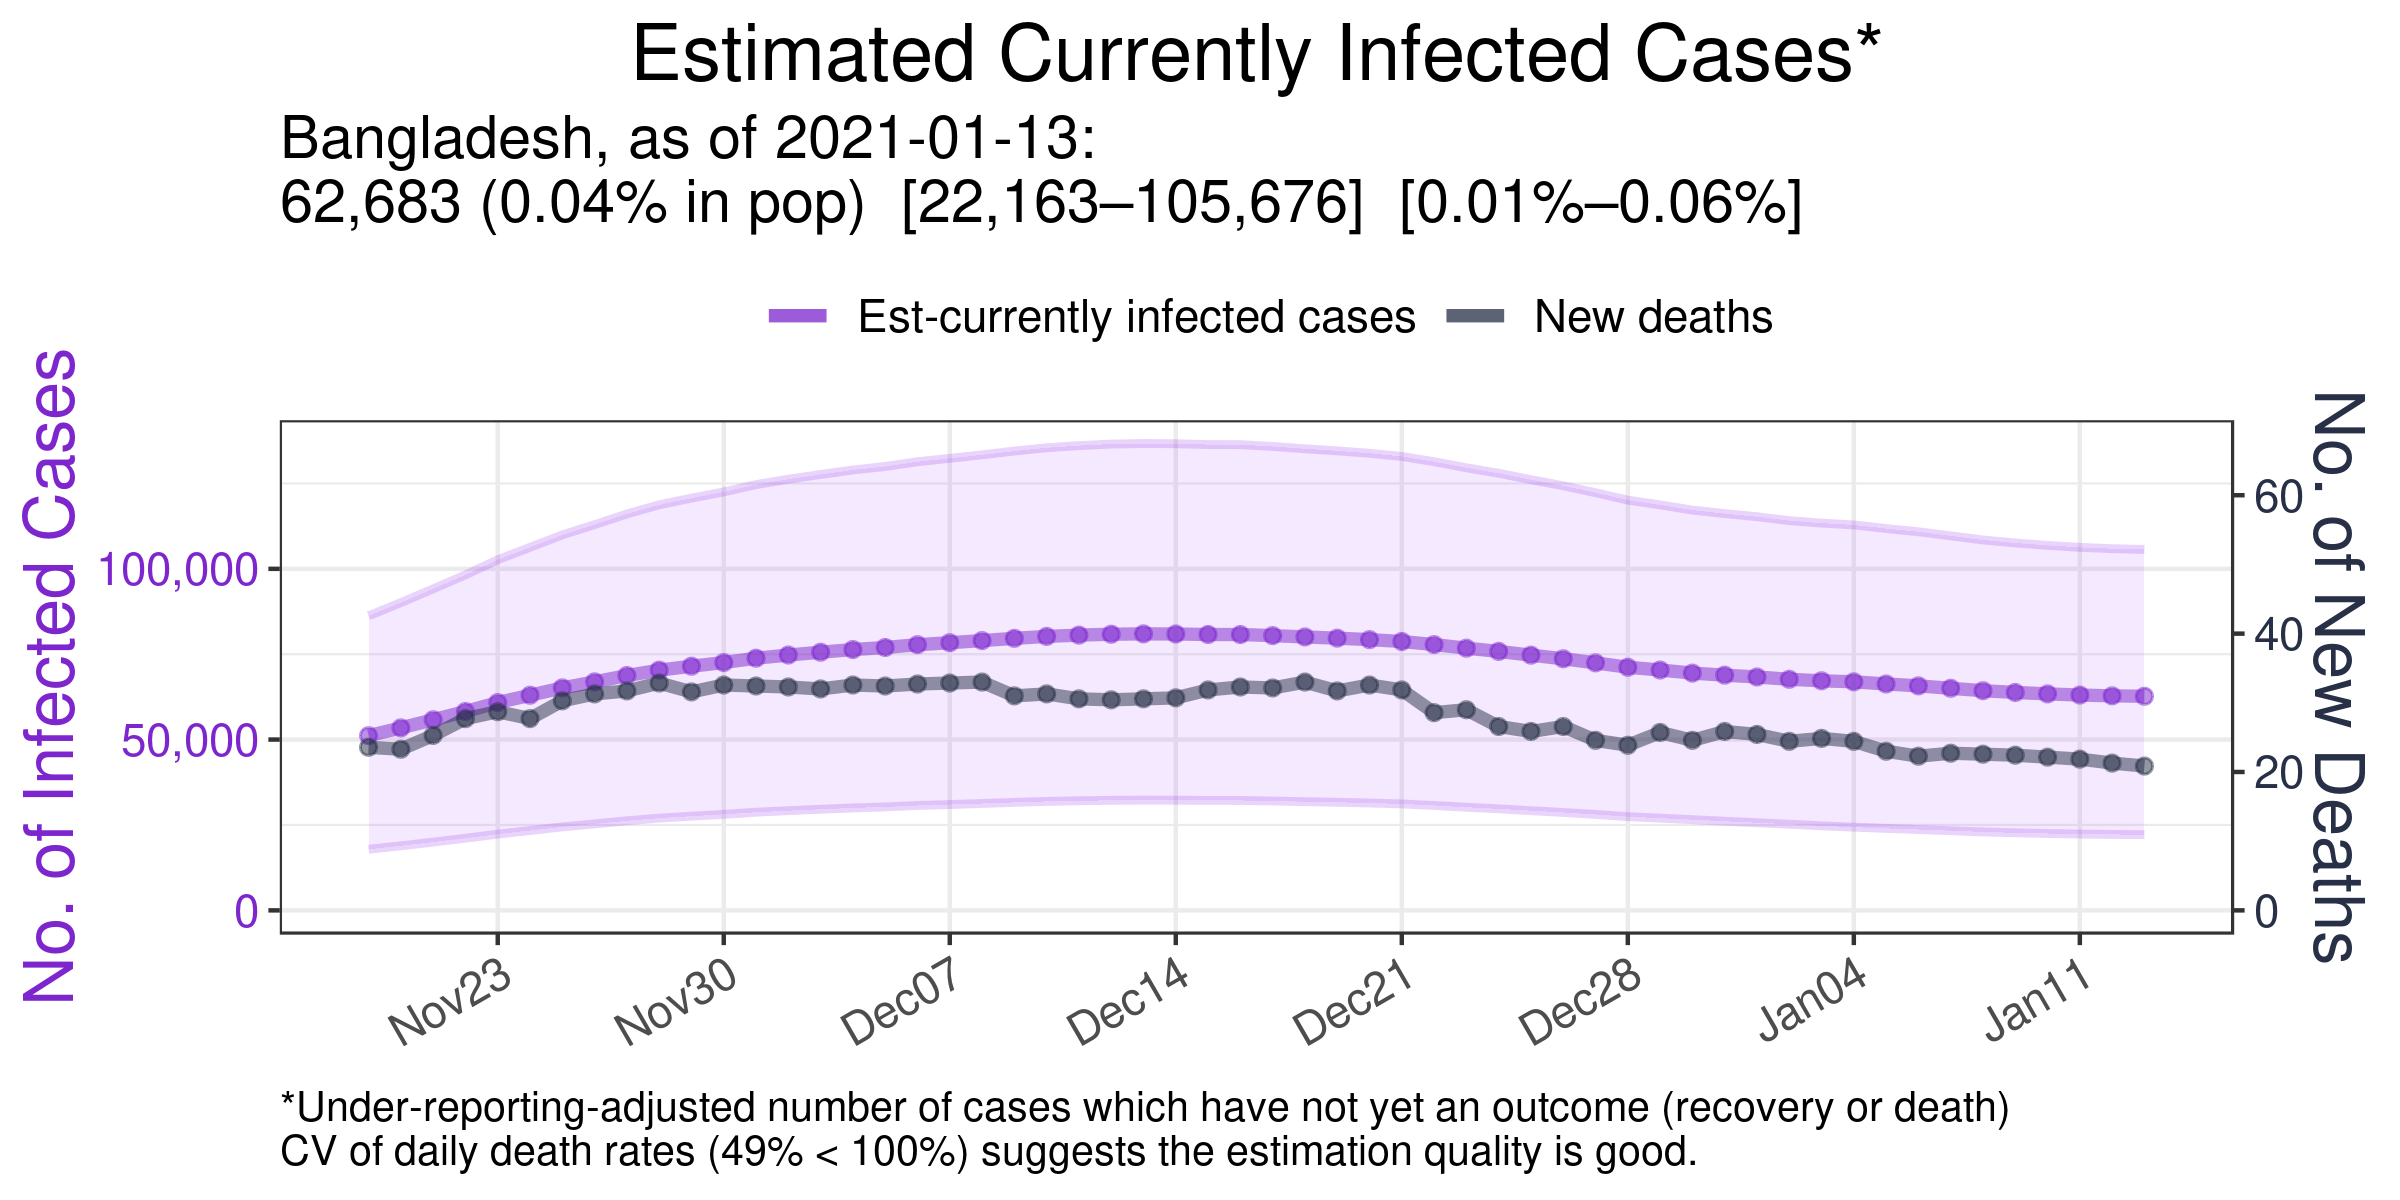 Estimated Currently Infected Cases*
Bangladesh, as of 2021-01-13:
62,683 (0.04% in pop)  [22,163–105,676]  [0.01%–0.06%]
Est-currently infected cases
New deaths
No. of Infected Cases
100,000
50,000
0
No. of New Deaths
60
40
20
0
Nov23
Nov30
Dec07
Dec14
Dec21
Dec28
Jan04
Jan11
*Under-reporting-adjusted number of cases which have not yet an outcome (recovery or death)
CV of daily death rates (49% < 100%) suggests the estimation quality is good.